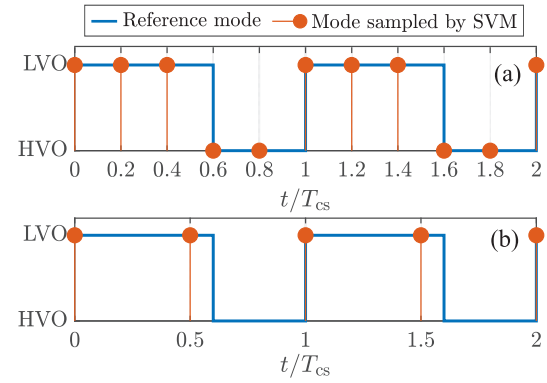 Reference mode Mode sampled by SVM
LVO
(a)
HVO
0 0.2 0.4 0.6 0.8 1 1.2 1.4 1.6 1.8 2
t/Tcs
LVO
(b)
HVO
0 0.5 1 1.5 2
t/Tcs